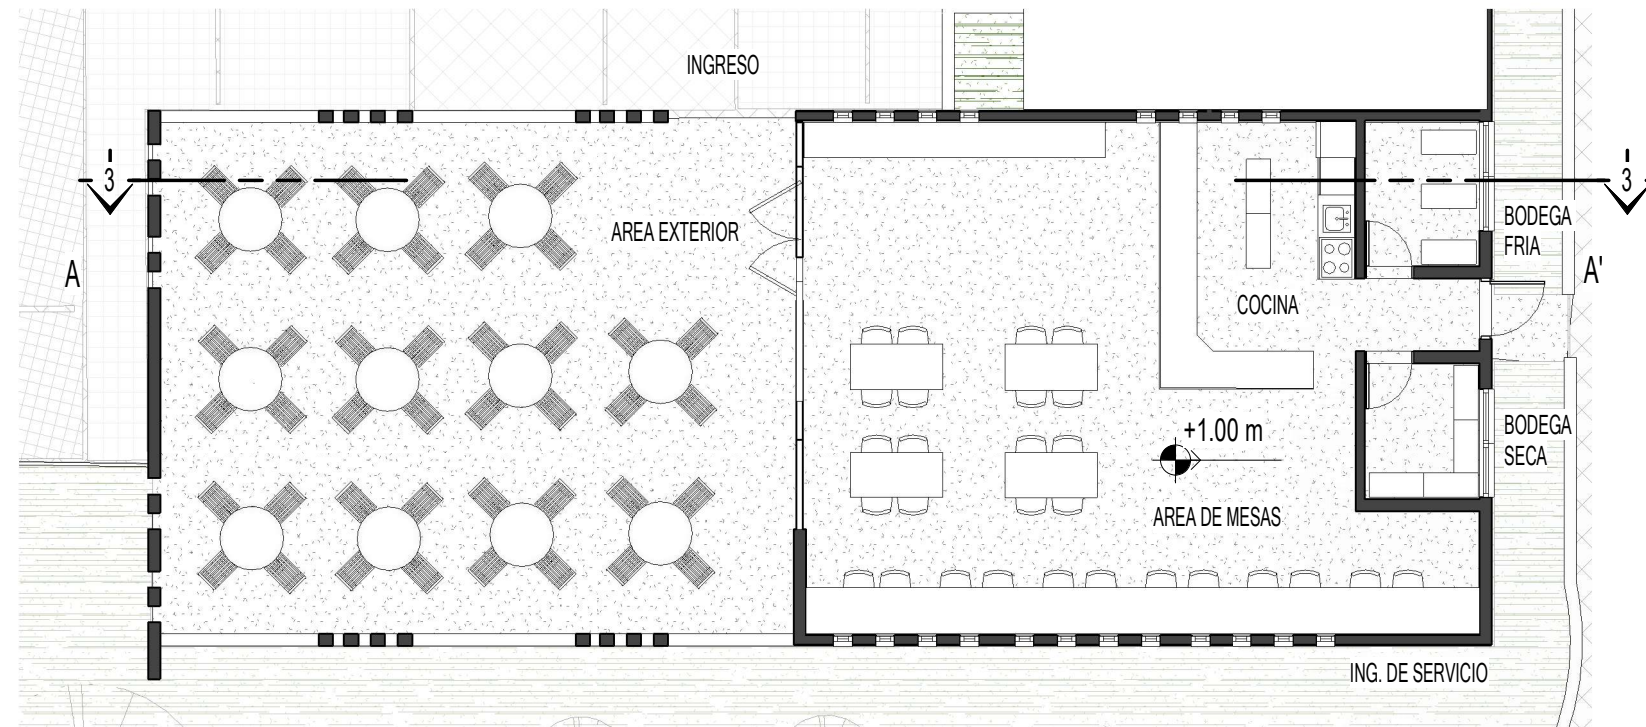 INGRESO
3
3
BODEGA
FRIA
AREA EXTERIOR
A
A'
COCINA
+1.00 m
BODEGA
SECA
AREA DE MESAS
ING. DE SERVICIO